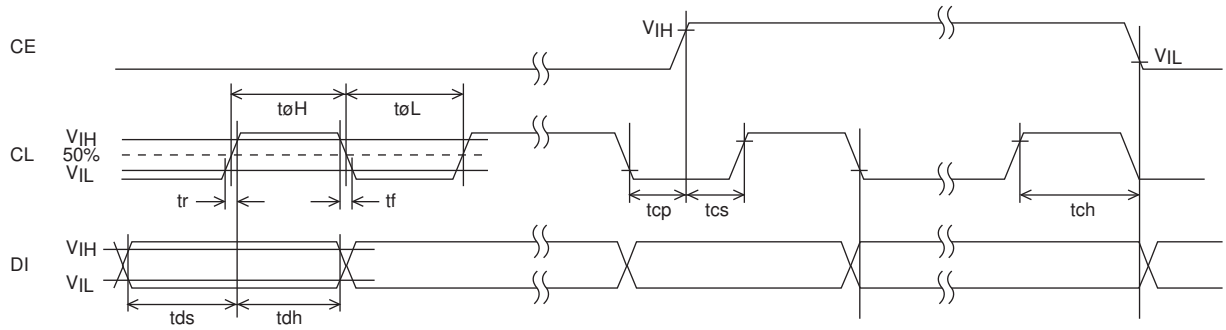 CE
VIH
VIL
tøH
tøL
CL
VIH
50%
VIL
tr
tf
tcp
tcs
tch
DI
VIH
VIL
tds
tdh